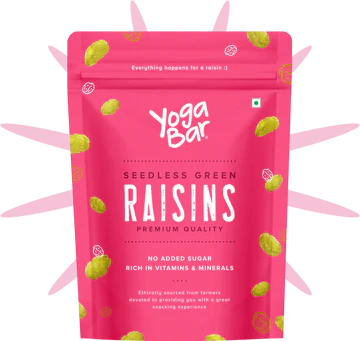 Everything happens for a raisin :)
Yoga
Bar
SEEDLESS GREEN
RAISINS
PREMIUM QUALITY
NO ADDED SUGAR
RICH IN VITAMINS & MINERALS
Ethically sourced from farmers
devoted to providing you with a great
snacking experience